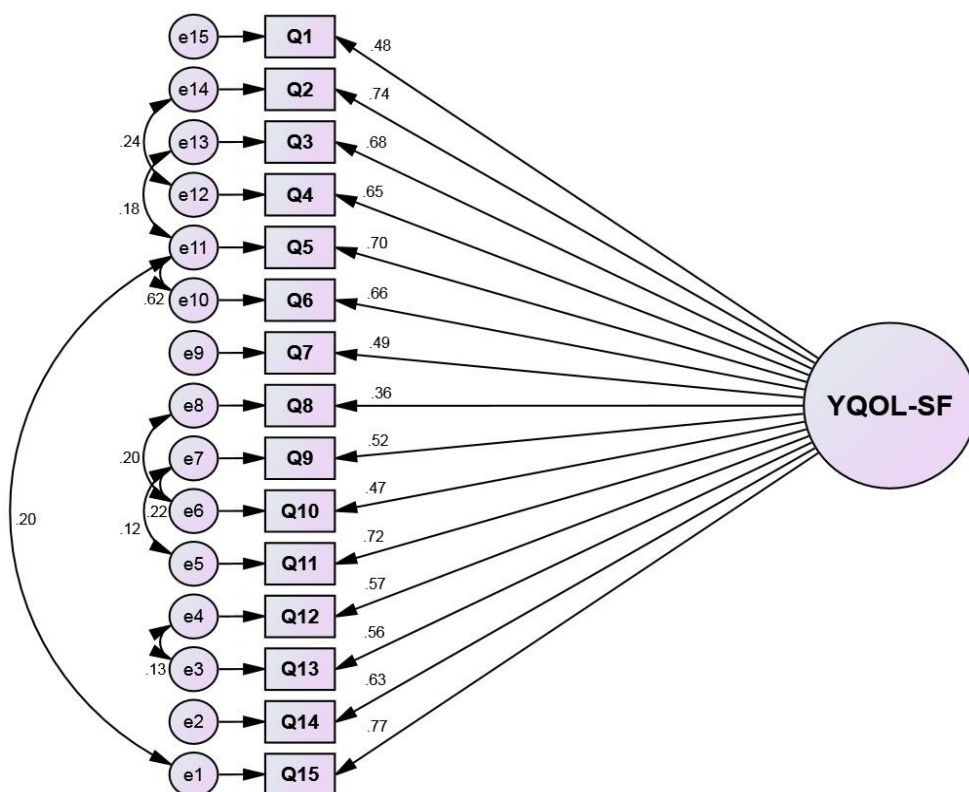 e15 Q1 .48
e14 Q2 .74
.24 e13 Q3 .68
e12 Q4 .65
.18 e11 Q5 .70
.62 e10 Q6 .66
e9 Q7 .49
e8 Q8 .36 YQOL-SF
.20 e7 Q9 .52
.20 .12 .22 e6 Q10 .47
e5 Q11 .72
e4 Q12 .57
.13 e3 Q13 .56
e2 Q14 .63
e1 Q15 .77